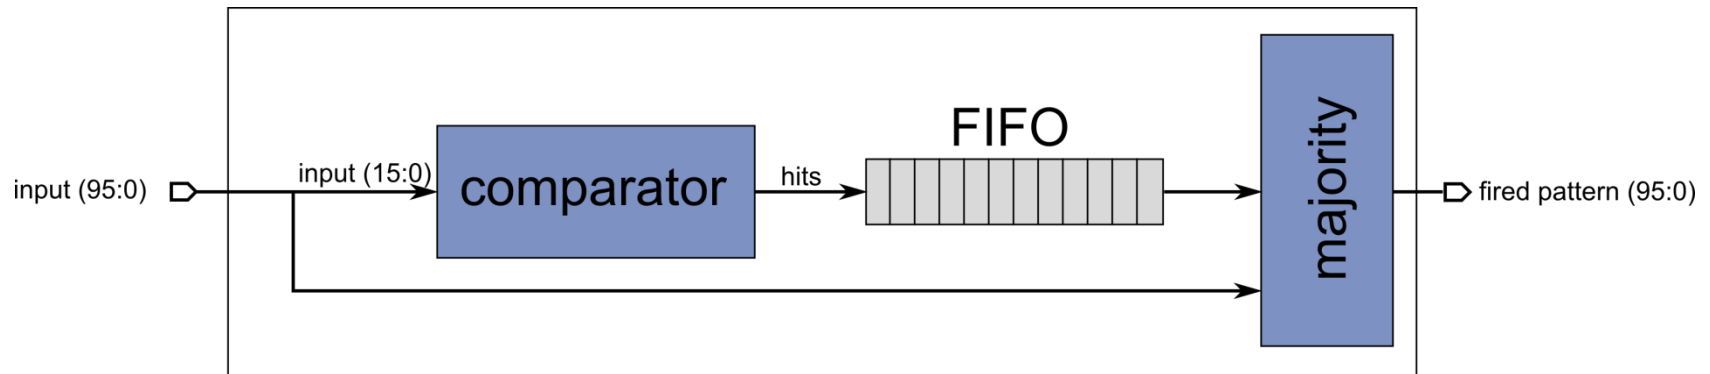 input (95:0)
input (15:0)
comparator
hits
FIFO
majority
fired pattern (95:0)